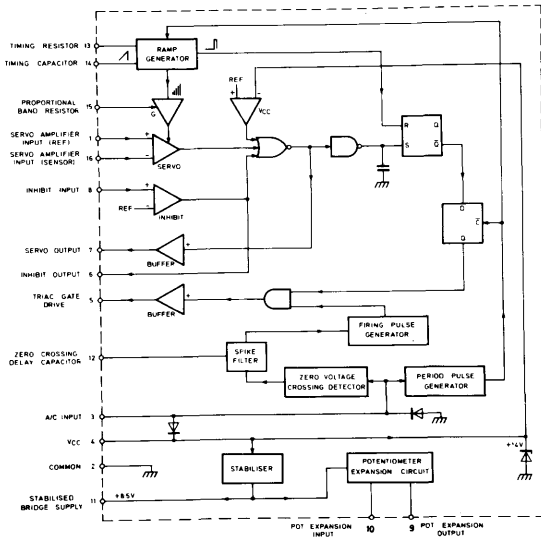 TIMING RESISTOR 13
TIMING CAPACITOR 14
RAMP
GENERATOR
PROPORTIONAL
BAND RESISTOR 15
G
REF
+ -
VCC
SERVO AMPLIFIER
INPUT (REF) 1
+
SERVO AMPLIFIER
INPUT (SENSOR) 16
-
SERVO
R Q
S Q
INHIBIT INPUT 8
+
REF -
INHIBIT
D
C
Q
SERVO OUTPUT 7
+
BUFFER
INHIBIT OUTPUT 6
TRIAC GATE
DRIVE 5
+
BUFFER
FIRING PULSE
GENERATOR
ZERO CROSSING
DELAY CAPACITOR 12
SPIKE
FILTER
ZERO VOLTAGE
CROSSING DETECTOR
PERIOD PULSE
GENERATOR
A/C INPUT 3
VCC 4
+14V
COMMON 2
STABILISER
POTENTIOMETER
EXPANSION CIRCUIT
STABILISED
BRIDGE SUPPLY 11
+8.5V
POT EXPANSION
INPUT
10
9
POT EXPANSION
OUTPUT